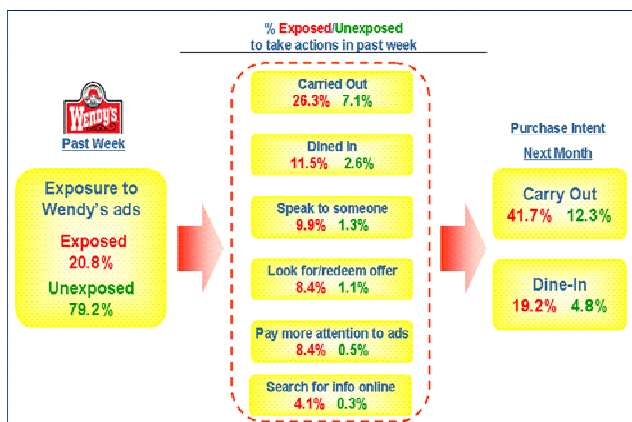 % Exposed/Unexposed
to take actions in past week
WENDY'S
Past Week
Exposure to
Wendy's ads
Exposed
20.8%
Unexposed
79.2%
Carried Out
26.3% 7.1%
Dined in
11.5% 2.6%
Speak to someone
9.9% 1.3%
Look for/redeem offer
8.4% 1.1%
Pay more attention to ads
8.4% 0.5%
Search for info online
4.1% 0.3%
Purchase Intent
Next Month
Carry Out
41.7% 12.3%
Dine-In
19.2% 4.8%